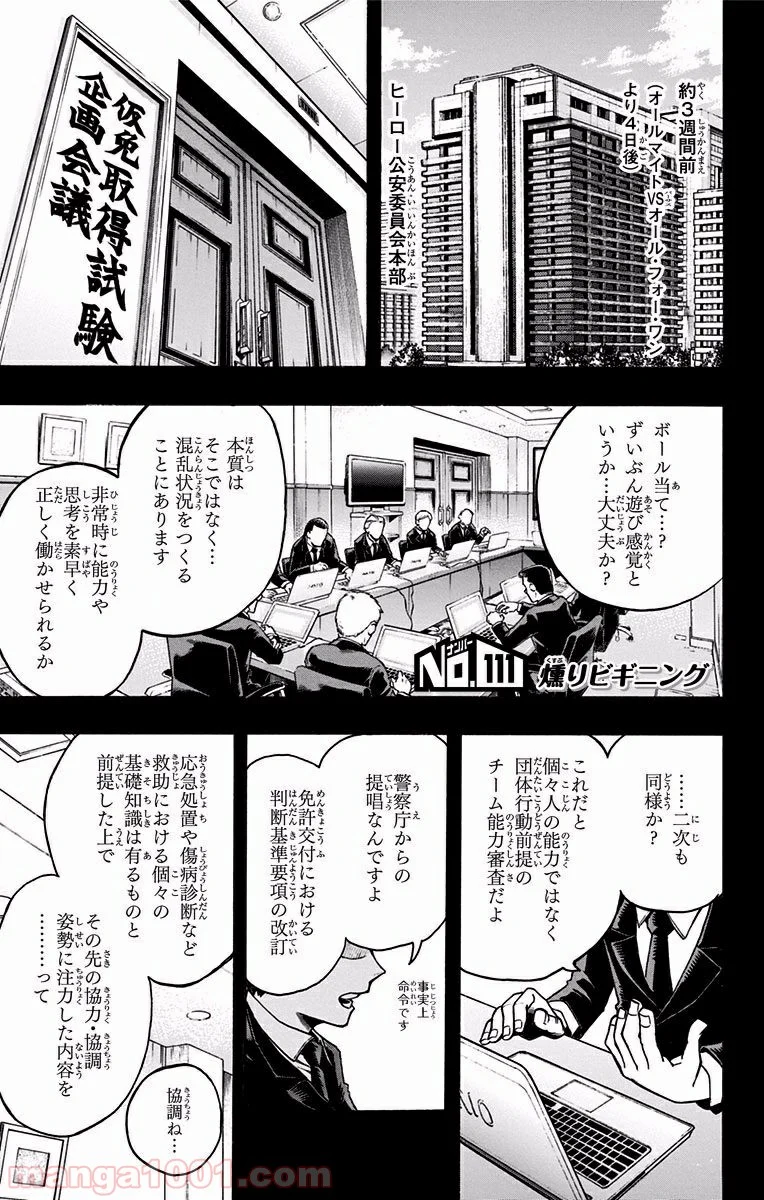 約3週間前
(オールマイトVSオール・フォー・ワン
より4日後)
ヒーロー公安委員会本部
仮免取得試験
企画会議
ボール当て…?
ずいぶん遊び感覚と
いうか…大丈夫か?
本質は
そこではなく…
混乱状況をつくる
ことにあります
非常時に能力や
思考を素早く
正しく働かせられるか
No.111
燻りビギニング
………二次も
同様か?
これだと
個々人の能力ではなく
団体行動前提の
チーム能力審査だよ
警察庁からの
提唱なんですよ
免許交付における
判断基準要項の改訂
事実上
命令です
応急処置や傷病診断など
救助における個々の
基礎知識は有るものと
前提した上で
その先の協力・協調
姿勢に注力した内容を
…………って
協調ね…
manga1001.com